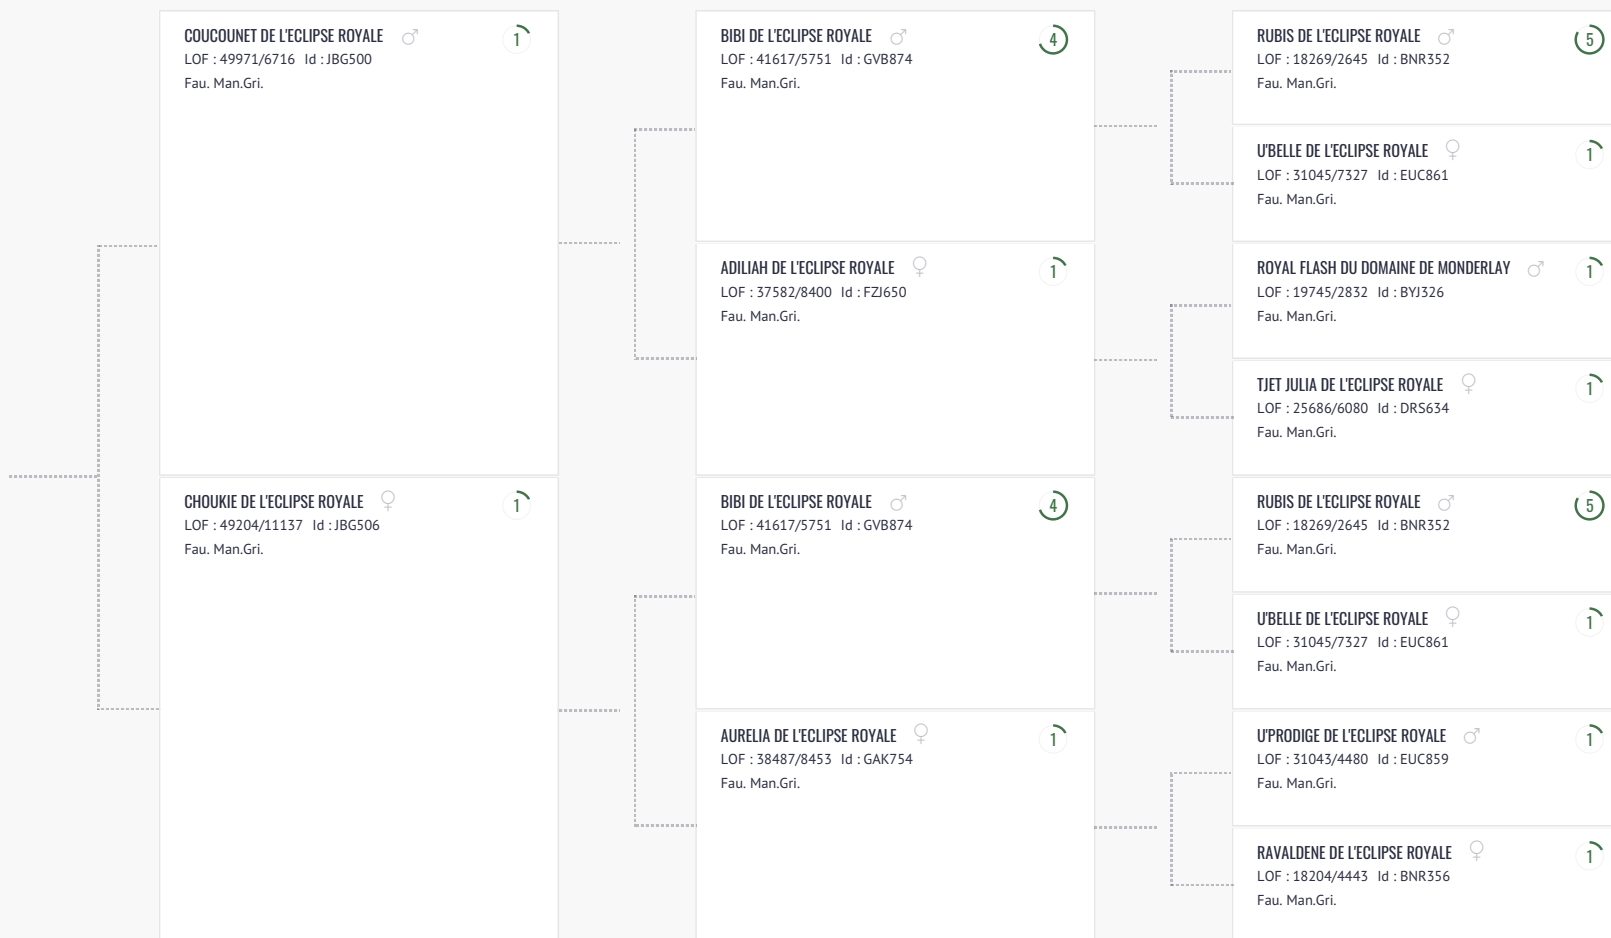 COUCOUNET DE L'ECLIPSE ROYALE ♂ 1
LOF : 49971/6716 Id : JBG500
Fau. Man.Gri.
CHOUKIE DE L'ECLIPSE ROYALE ♀ 1
LOF : 49204/11137 Id : JBG506
Fau. Man.Gri.
BIBI DE L'ECLIPSE ROYALE ♂ 4
LOF : 41617/5751 Id : GVB874
Fau. Man.Gri.
ADILIAH DE L'ECLIPSE ROYALE ♀ 1
LOF : 37582/8400 Id : FZJ650
Fau. Man.Gri.
BIBI DE L'ECLIPSE ROYALE ♂ 4
LOF : 41617/5751 Id : GVB874
Fau. Man.Gri.
AURELIA DE L'ECLIPSE ROYALE ♀ 1
LOF : 38487/8453 Id : GAK754
Fau. Man.Gri.
RUBIS DE L'ECLIPSE ROYALE ♂ 5
LOF : 18269/2645 Id : BNR352
Fau. Man.Gri.
U'BELLE DE L'ECLIPSE ROYALE ♀ 1
LOF : 31045/7327 Id : EUC861
Fau. Man.Gri.
ROYAL FLASH DU DOMAINE DE MONDERLAY ♂ 1
LOF : 19745/2832 Id : BYJ326
Fau. Man.Gri.
TJET JULIA DE L'ECLIPSE ROYALE ♀ 1
LOF : 25686/6080 Id : DRS634
Fau. Man.Gri.
RUBIS DE L'ECLIPSE ROYALE ♂ 5
LOF : 18269/2645 Id : BNR352
Fau. Man.Gri.
U'BELLE DE L'ECLIPSE ROYALE ♀ 1
LOF : 31045/7327 Id : EUC861
Fau. Man.Gri.
U'PRODIGE DE L'ECLIPSE ROYALE ♂ 1
LOF : 31043/4480 Id : EUC859
Fau. Man.Gri.
RAVALDENE DE L'ECLIPSE ROYALE ♀ 1
LOF : 18204/4443 Id : BNR356
Fau. Man.Gri.